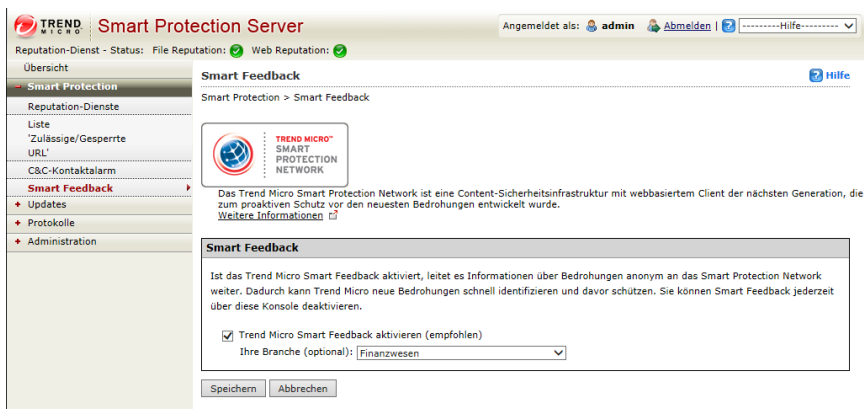 TREND MICRO Smart Protection Server
Angemeldet als: admin Abmelden | ---------Hilfe---------
Reputation-Dienst - Status: File Reputation: Web Reputation:
Übersicht
Smart Protection
Reputation-Dienste
Liste
'Zulässige/Gesperrte
URL'
C&C-Kontaktalarm
Smart Feedback
Updates
Protokolle
Administration
Smart Feedback
Hilfe
Smart Protection > Smart Feedback
TREND MICRO™
SMART
PROTECTION
NETWORK
Das Trend Micro Smart Protection Network ist eine Content-Sicherheitsinfrastruktur mit webbasiertem Client der nächsten Generation, die
zum proaktiven Schutz vor den neuesten Bedrohungen entwickelt wurde.
Weitere Informationen
Smart Feedback
Ist das Trend Micro Smart Feedback aktiviert, leitet es Informationen über Bedrohungen anonym an das Smart Protection Network
weiter. Dadurch kann Trend Micro neue Bedrohungen schnell identifizieren und davor schützen. Sie können Smart Feedback jederzeit
über diese Konsole deaktivieren.
Trend Micro Smart Feedback aktivieren (empfohlen)
Ihre Branche (optional): Finanzwesen
Speichern Abbrechen